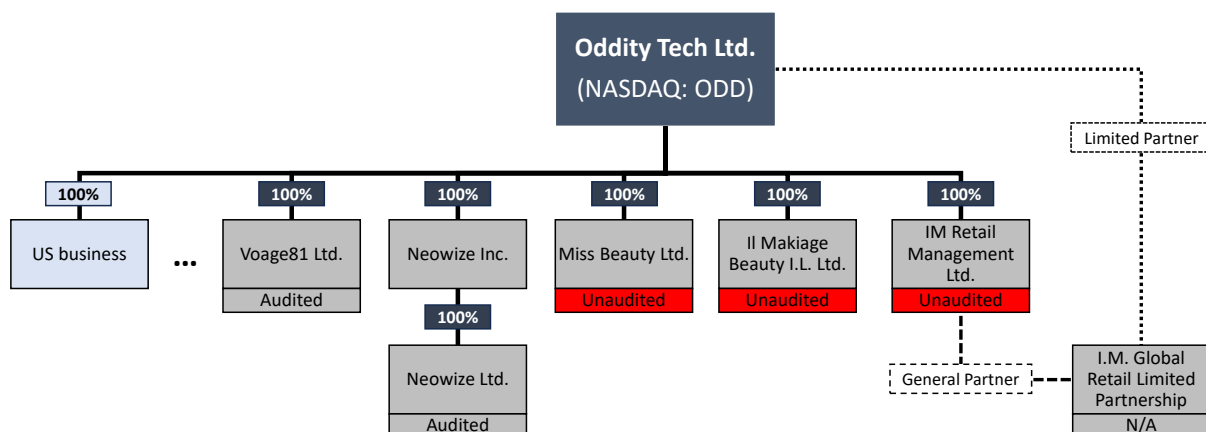 Oddity Tech Ltd.
(NASDAQ: ODD)
Limited Partner
100%
100%
100%
100%
100%
100%
US business
...
Voage81 Ltd.
Audited
Neowize Inc.
Miss Beauty Ltd.
Unaudited
Il Makiage
Beauty I.L. Ltd.
Unaudited
IM Retail
Management
Ltd.
Unaudited
100%
Neowize Ltd.
Audited
General Partner
I.M. Global
Retail Limited
Partnership
N/A